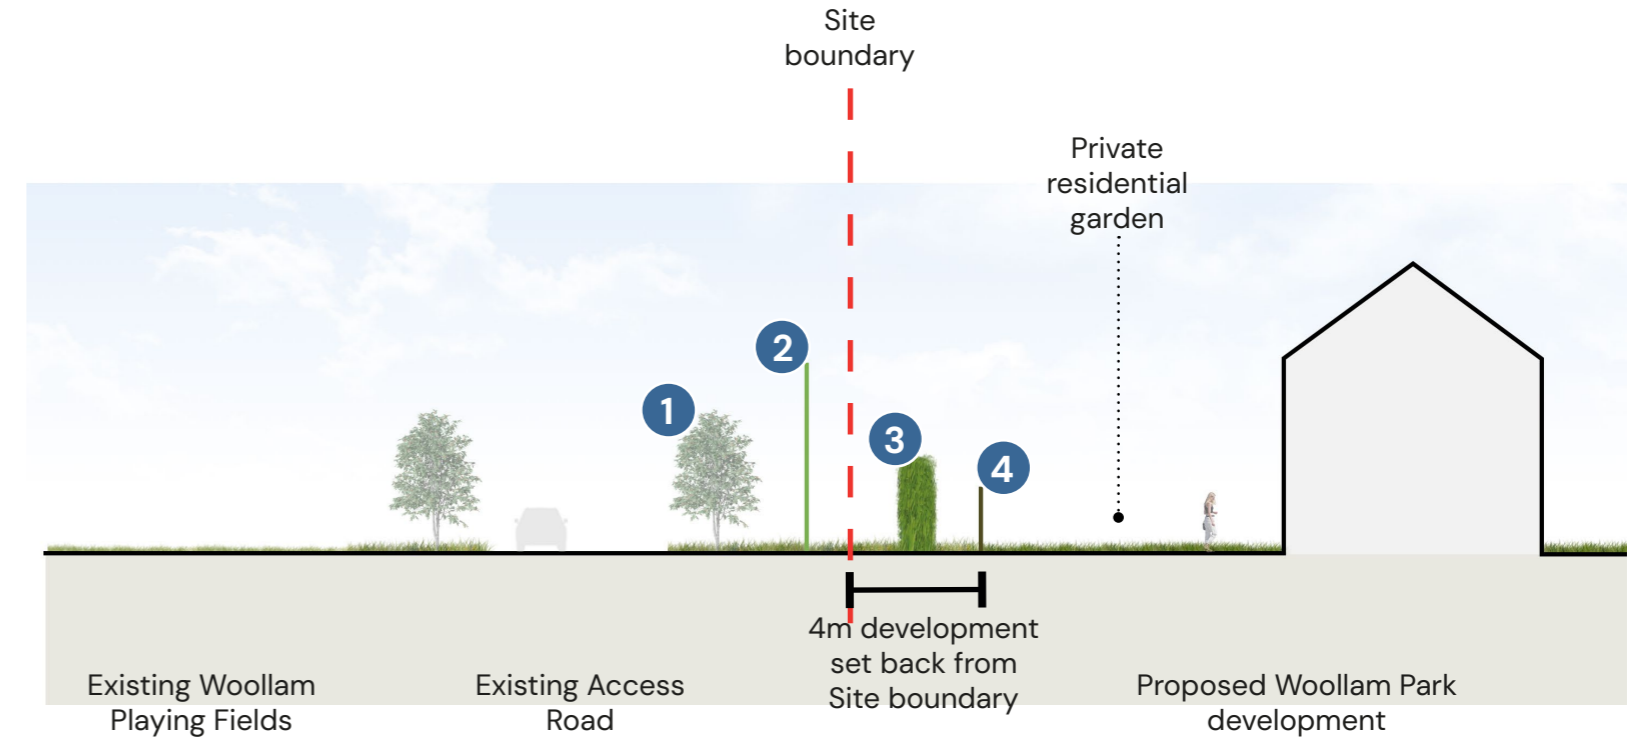 Site
boundary
Private
residential
garden
2
1
3
4
4m development
set back from
Site boundary
Existing Woollam
Playing Fields
Existing Access
Road
Proposed Woollam Park
development